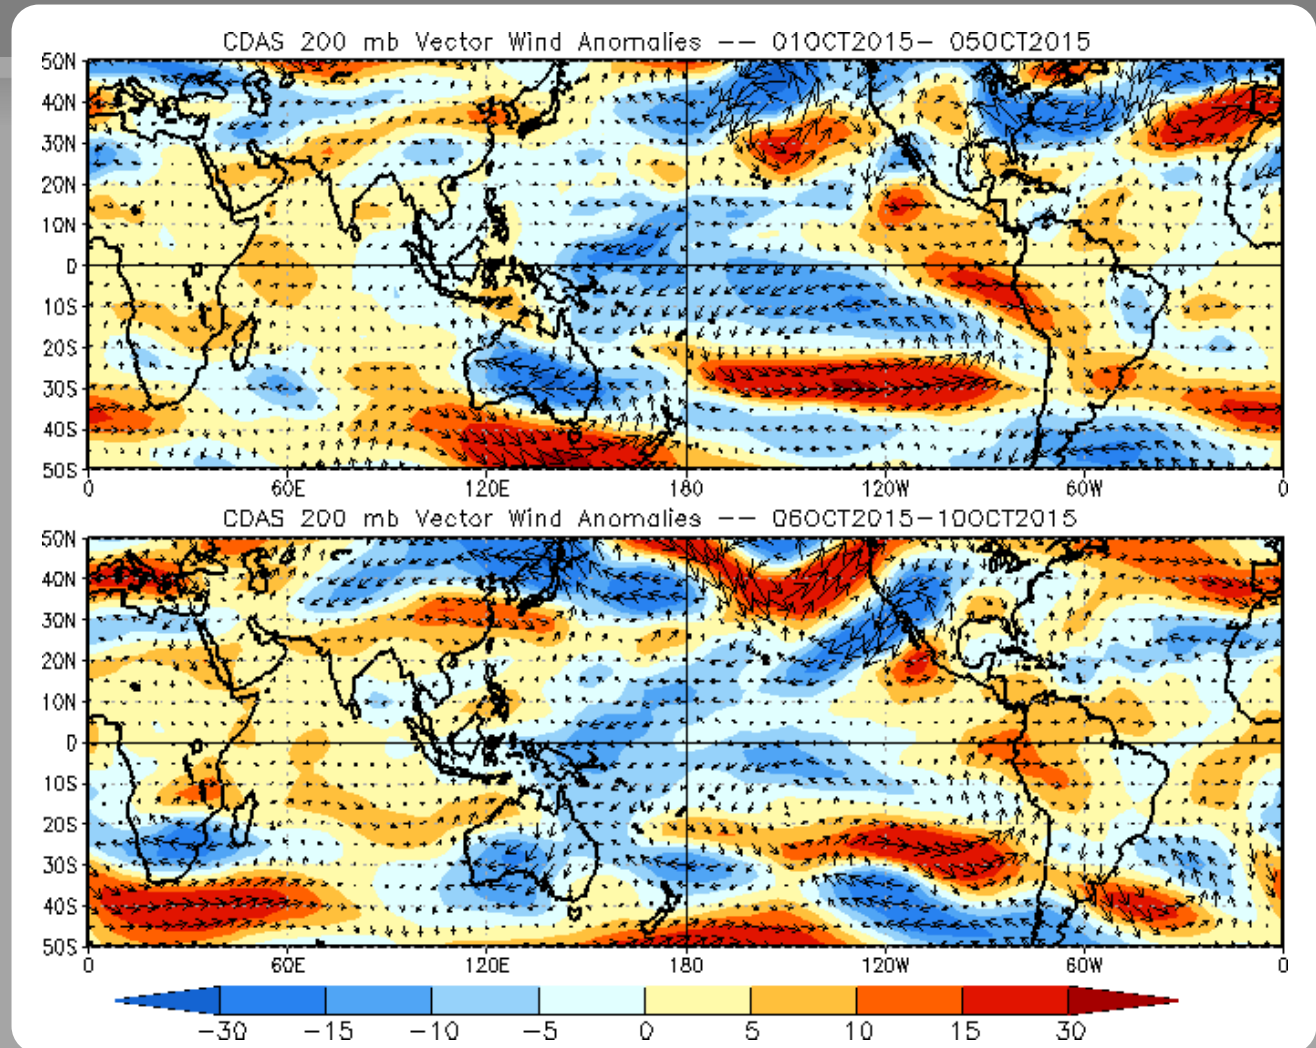 CDAS 200 mb Vector Wind Anomalies -- 01OCT2015- 05OCT2015
50N
40N
30N
20N
10N
0
10S
20S
30S
40S
50S
0 60E 120E 180 120W 60W 0
CDAS 200 mb Vector Wind Anomalies -- 06OCT2015-10OCT2015
50N
40N
30N
20N
10N
0
10S
20S
30S
40S
50S
0 60E 120E 180 120W 60W 0
-30 -15 -10 -5 0 5 10 15 30